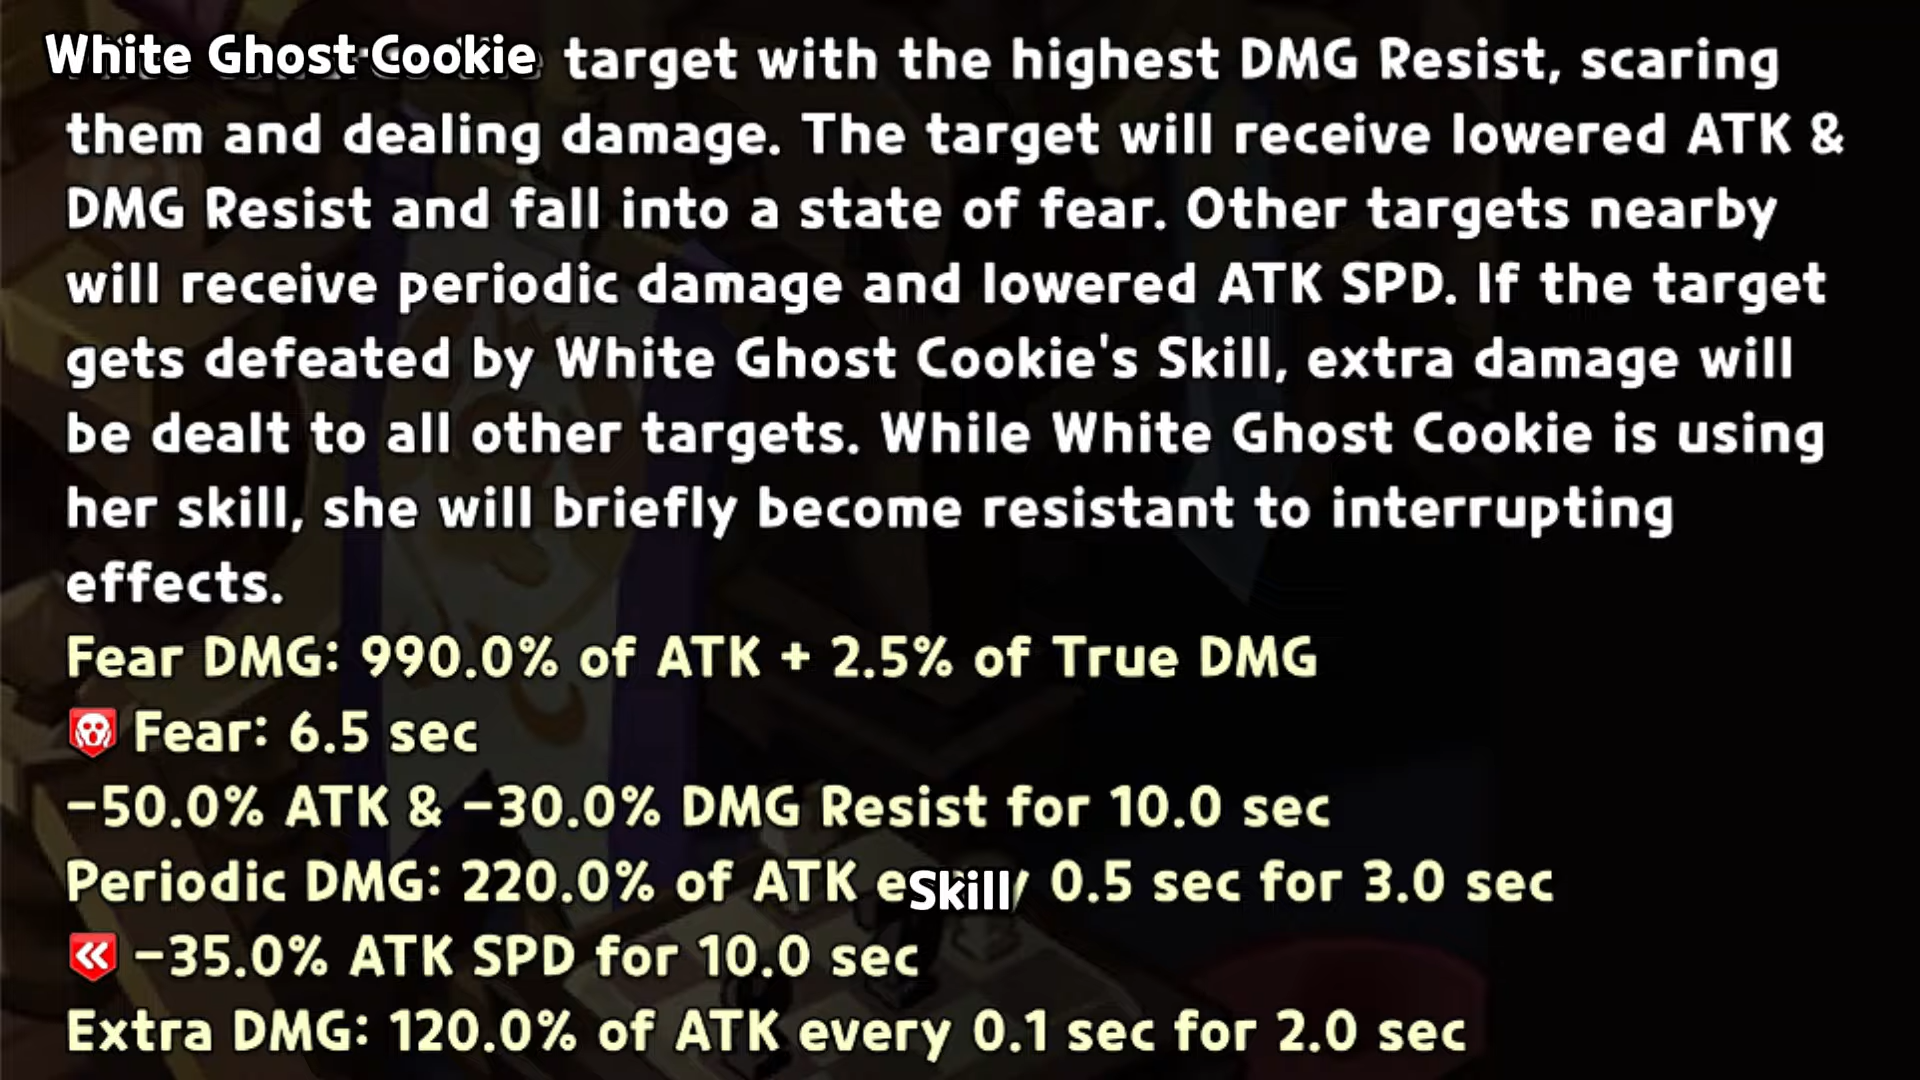 White Ghost Cookie target with the highest DMG Resist, scaring
them and dealing damage. The target will receive lowered ATK &
DMG Resist and fall into a state of fear. Other targets nearby
will receive periodic damage and lowered ATK SPD. If the target
gets defeated by White Ghost Cookie's Skill, extra damage will
be dealt to all other targets. While White Ghost Cookie is using
her skill, she will briefly become resistant to interrupting
effects.
Fear DMG: 990.0% of ATK + 2.5% of True DMG
Fear: 6.5 sec
-50.0% ATK & -30.0% DMG Resist for 10.0 sec
Periodic DMG: 220.0% of ATK Skill 0.5 sec for 3.0 sec
-35.0% ATK SPD for 10.0 sec
Extra DMG: 120.0% of ATK every 0.1 sec for 2.0 sec